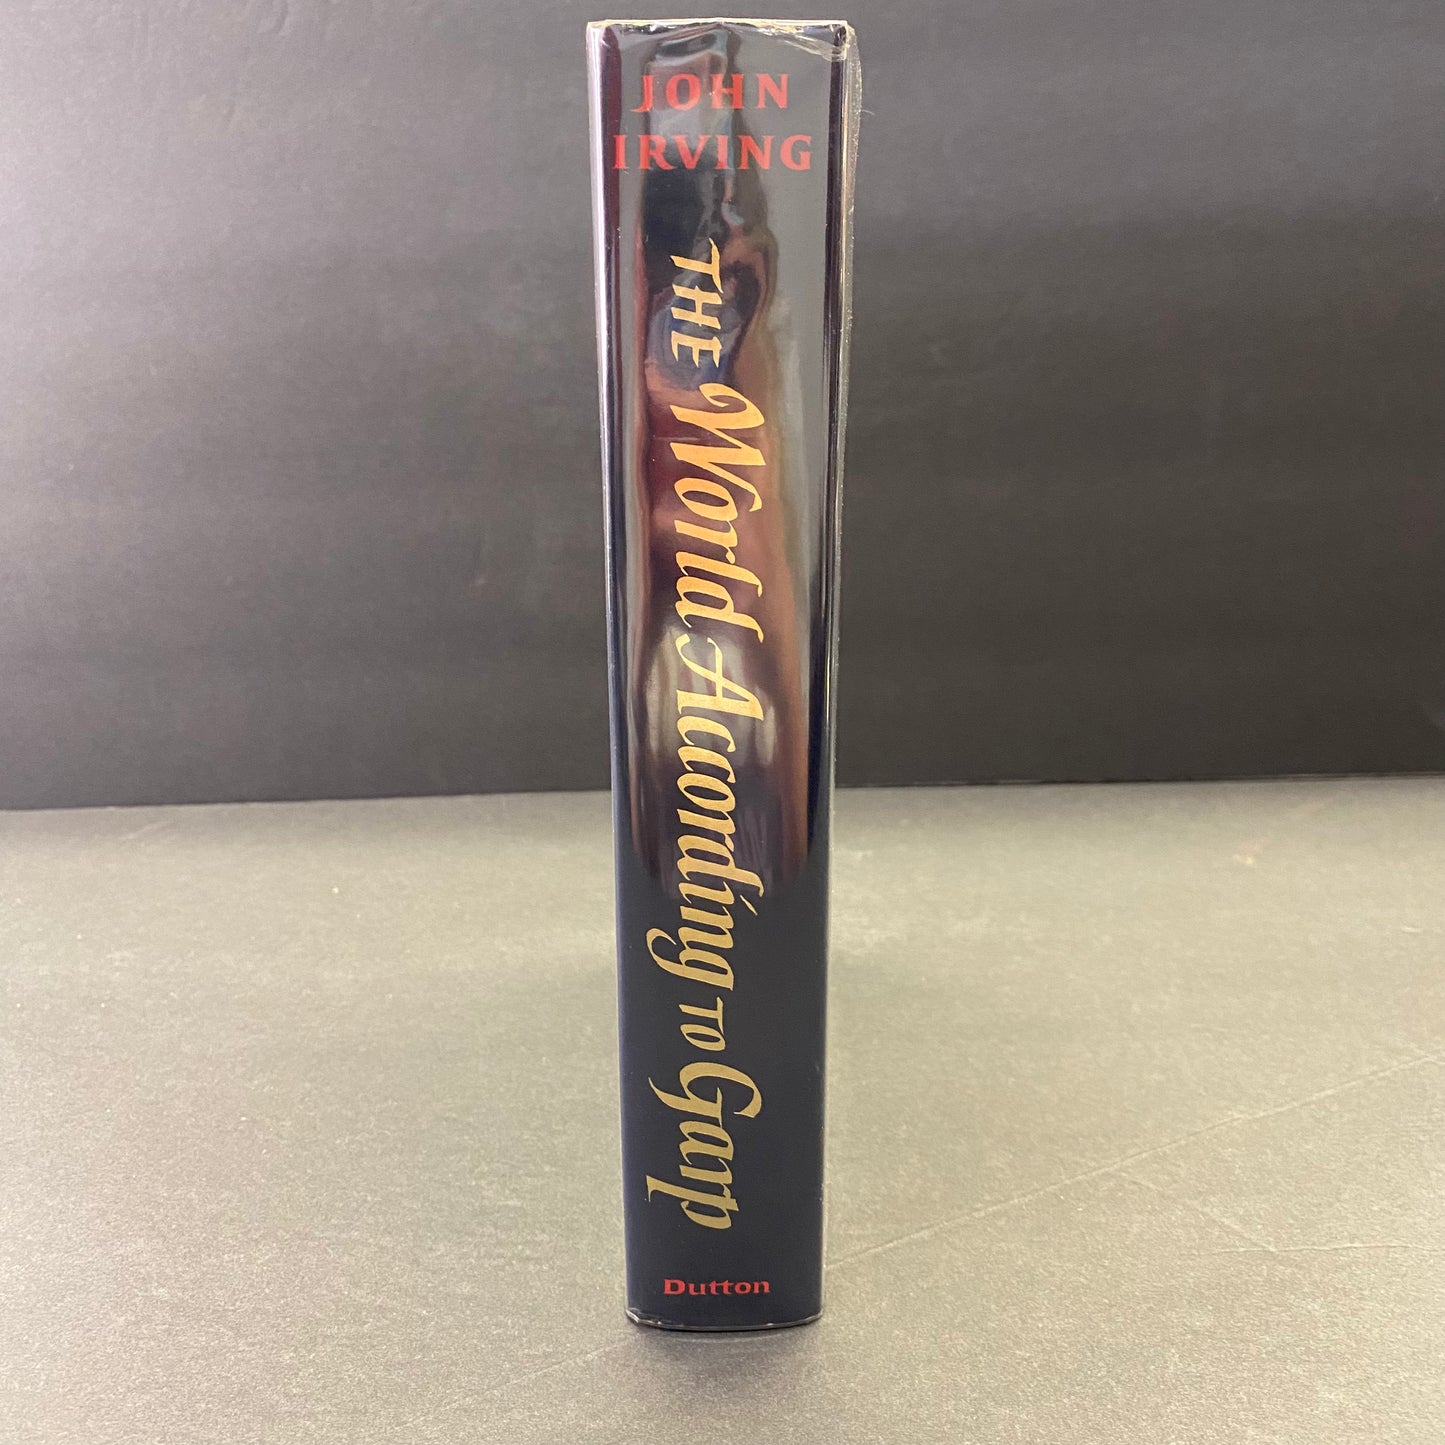 JOHN
IRVING
THE World According TO Garp
Dutton